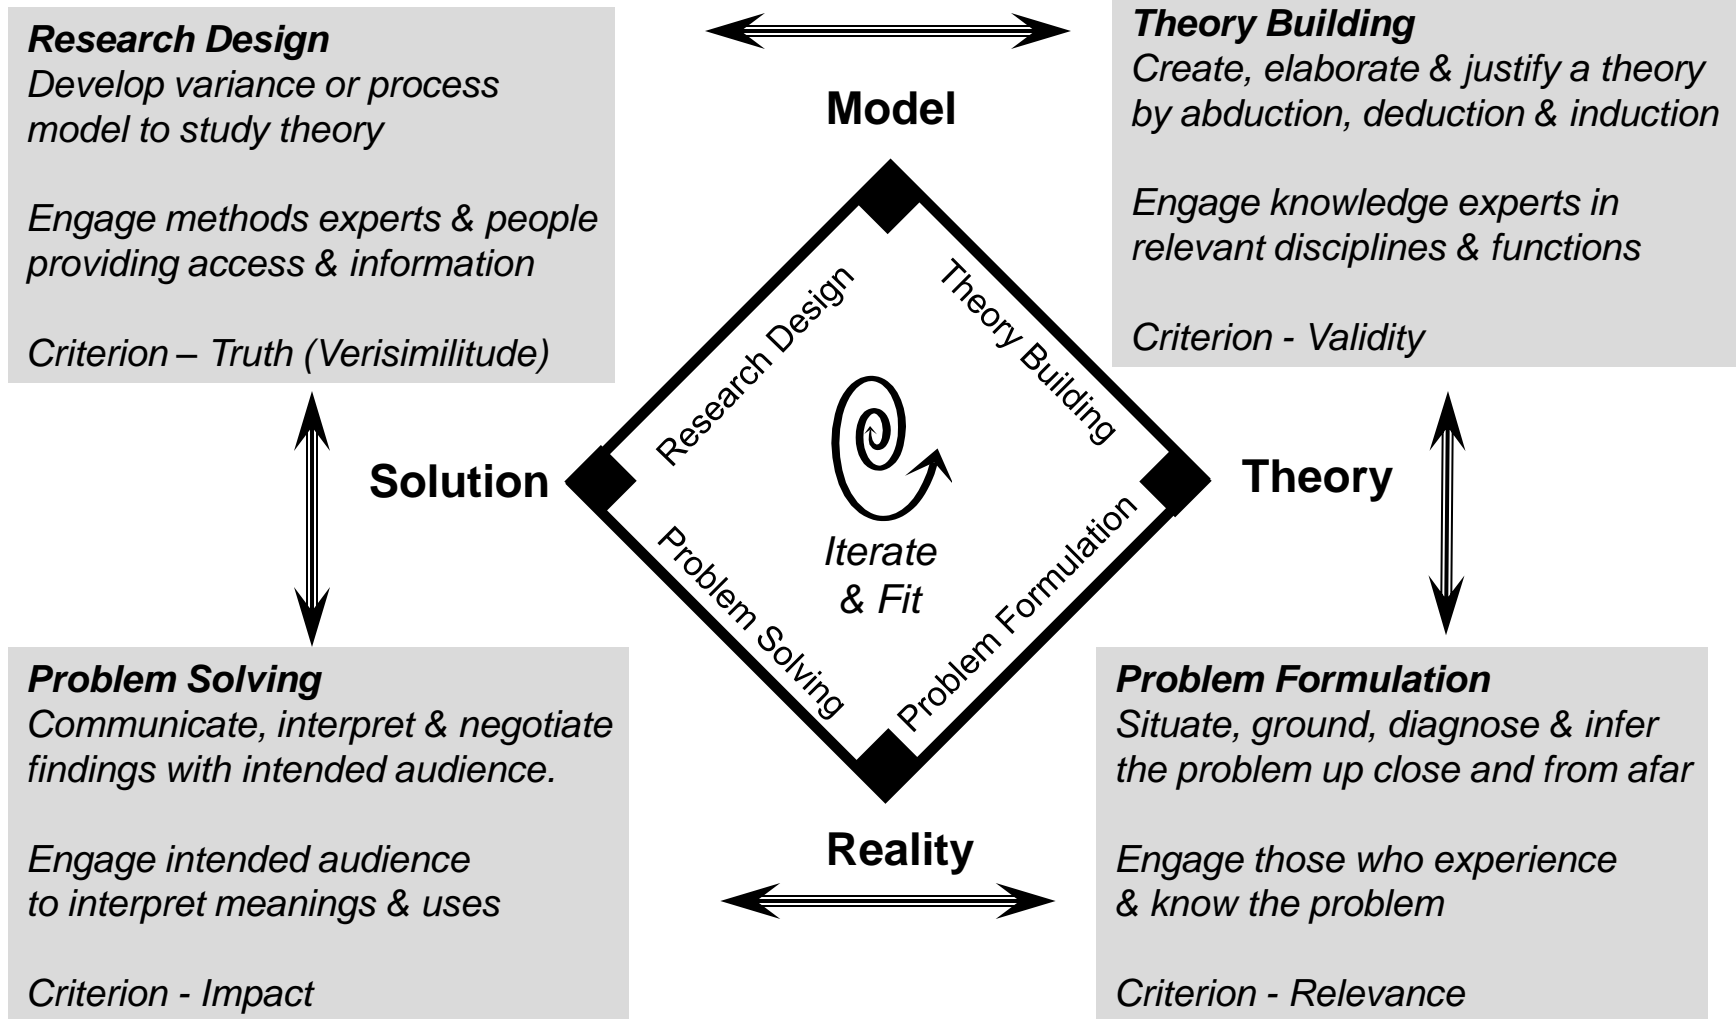 Research Design
Develop variance or process
model to study theory
Engage methods experts & people
providing access & information
Criterion – Truth (Verisimilitude)
Model
Theory Building
Create, elaborate & justify a theory
by abduction, deduction & induction
Engage knowledge experts in
relevant disciplines & functions
Criterion - Validity
Research Design
Theory Building
Solution
Theory
Iterate
& Fit
Problem Solving
Problem Formulation
Reality
Problem Solving
Communicate, interpret & negotiate
findings with intended audience.
Engage intended audience
to interpret meanings & uses
Criterion - Impact
Problem Formulation
Situate, ground, diagnose & infer
the problem up close and from afar
Engage those who experience
& know the problem
Criterion - Relevance